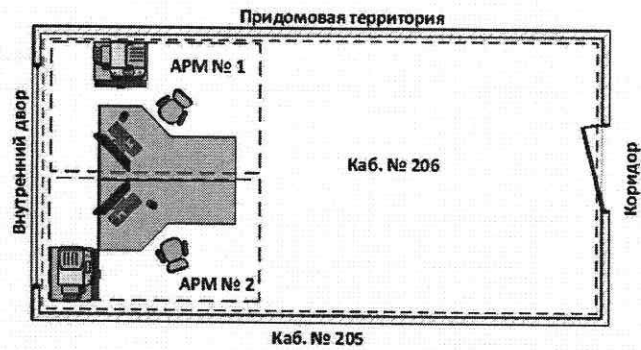 Придомовая территория
АРМ № 1
Внутренний двор
Каб. № 206
Коридор
АРМ № 2
Каб. № 205